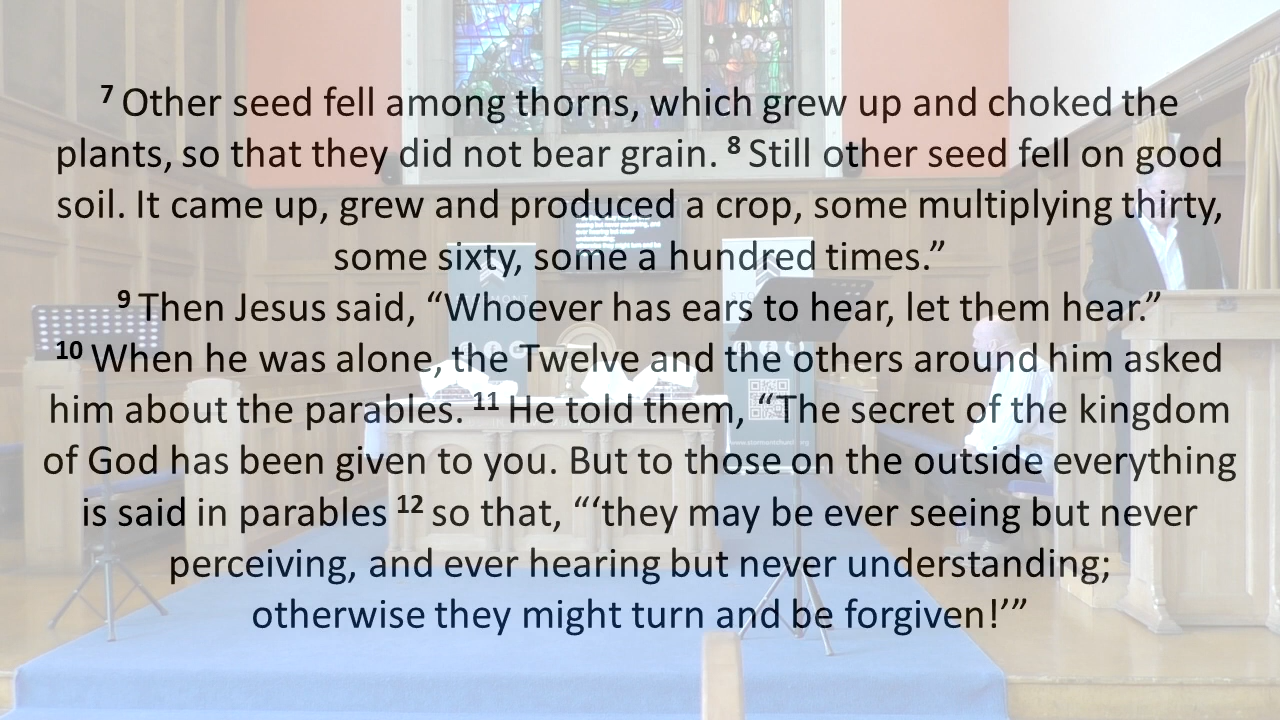 7 Other seed fell among thorns, which grew up and choked the
plants, so that they did not bear grain. 8 Still other seed fell on good
soil. It came up, grew and produced a crop, some multiplying thirty,
some sixty, some a hundred times.”
9 Then Jesus said, “Whoever has ears to hear, let them hear.”
10 When he was alone, the Twelve and the others around him asked
him about the parables. 11 He told them, “The secret of the kingdom
of God has been given to you. But to those on the outside everything
is said in parables 12 so that, “‘they may be ever seeing but never
perceiving, and ever hearing but never understanding;
otherwise they might turn and be forgiven!’”